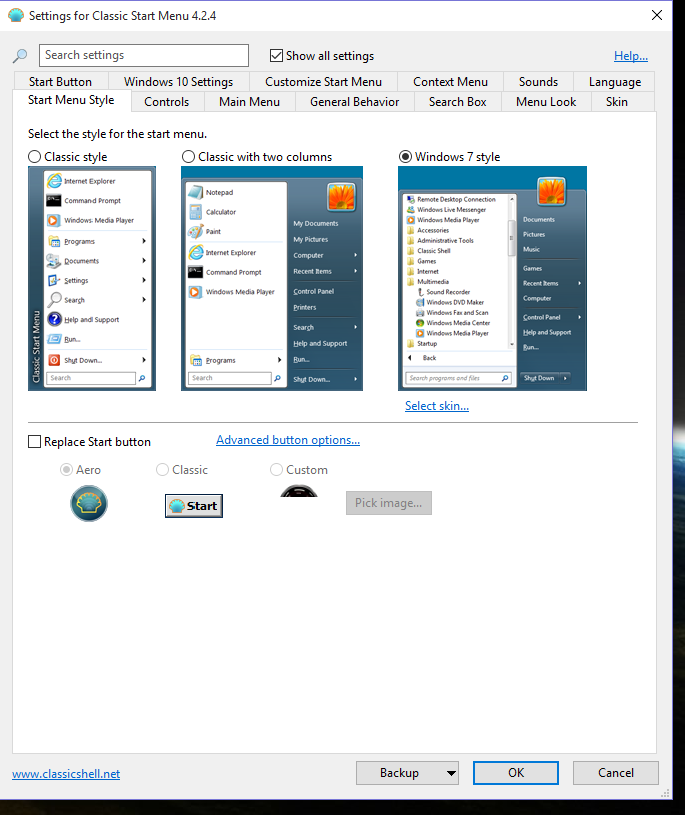 Settings for Classic Start Menu 4.2.4
Search settings
Show all settings
Help...
Start Button
Windows 10 Settings
Customize Start Menu
Context Menu
Sounds
Language
Start Menu Style
Controls
Main Menu
General Behavior
Search Box
Menu Look
Skin
Select the style for the start menu.
Classic style
Classic with two columns
Windows 7 style
Internet Explorer
Command Prompt
Windows Media Player
Programs
Documents
Settings
Search
Help and Support
Run...
Shut Down...
Search
Classic Start Menu
Notepad
Calculator
Paint
Internet Explorer
Command Prompt
Windows Media Player
Programs
Search
My Documents
My Pictures
Computer
Recent Items
Control Panel
Printers
Search
Help and Support
Run...
Shut Down...
Remote Desktop Connection
Windows Live Messenger
Windows Media Player
Accessories
Administrative Tools
Classic Shell
Games
Internet
Multimedia
Sound Recorder
Windows DVD Maker
Windows Fax and Scan
Windows Media Center
Windows Media Player
Startup
Back
Search programs and files
Documents
Pictures
Music
Games
Recent Items
Computer
Control Panel
Help and Support
Run...
Shut Down
Select skin...
Replace Start button
Advanced button options...
Aero
Classic
Custom
Start
Pick image...
www.classicshell.net
Backup
OK
Cancel